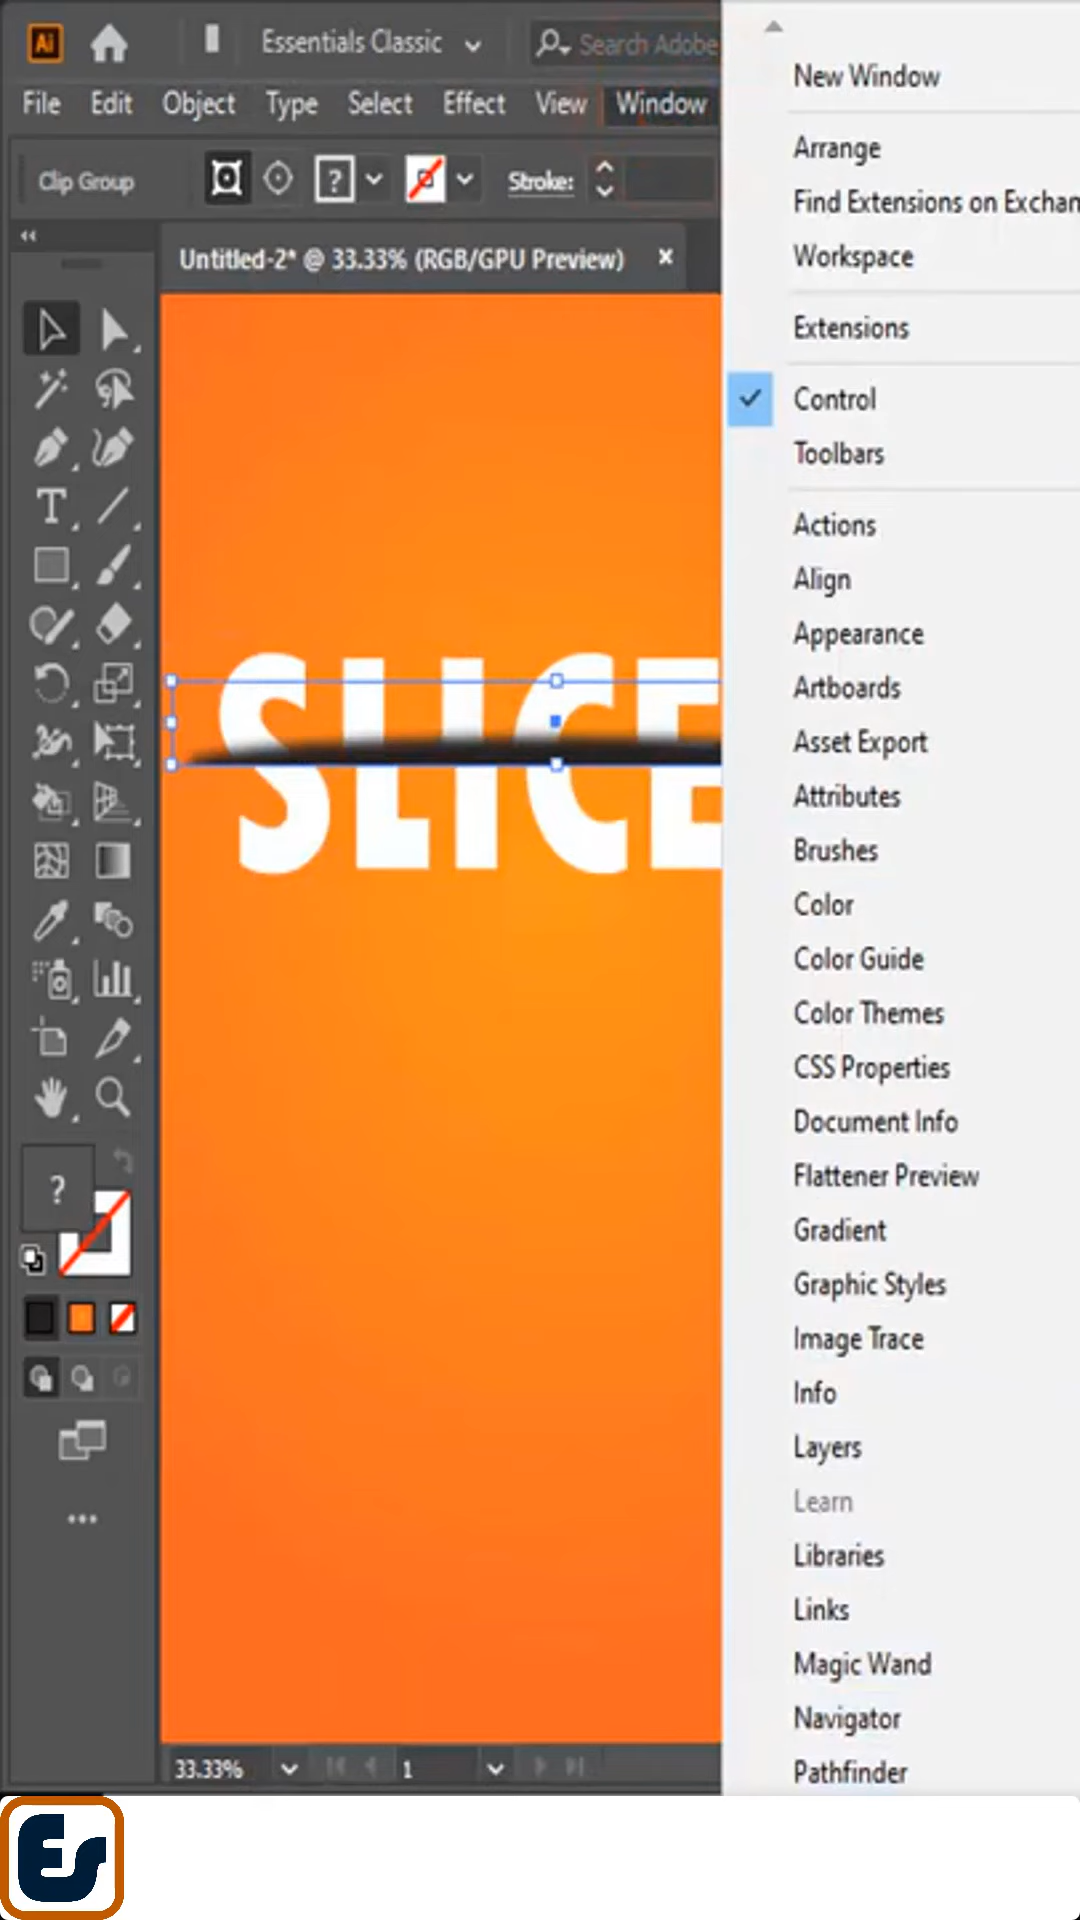 Ai
Essentials Classic
Search Adobe
File Edit Object Type Select Effect View Window
Clip Group
?
Stroke:
Untitled-2* @ 33.33% (RGB/GPU Preview) ×
SLICE
?
33.33%
1
New Window
Arrange
Find Extensions on Exchan
Workspace
Extensions
Control
Toolbars
Actions
Align
Appearance
Artboards
Asset Export
Attributes
Brushes
Color
Color Guide
Color Themes
CSS Properties
Document Info
Flattener Preview
Gradient
Graphic Styles
Image Trace
Info
Layers
Learn
Libraries
Links
Magic Wand
Navigator
Pathfinder
Es